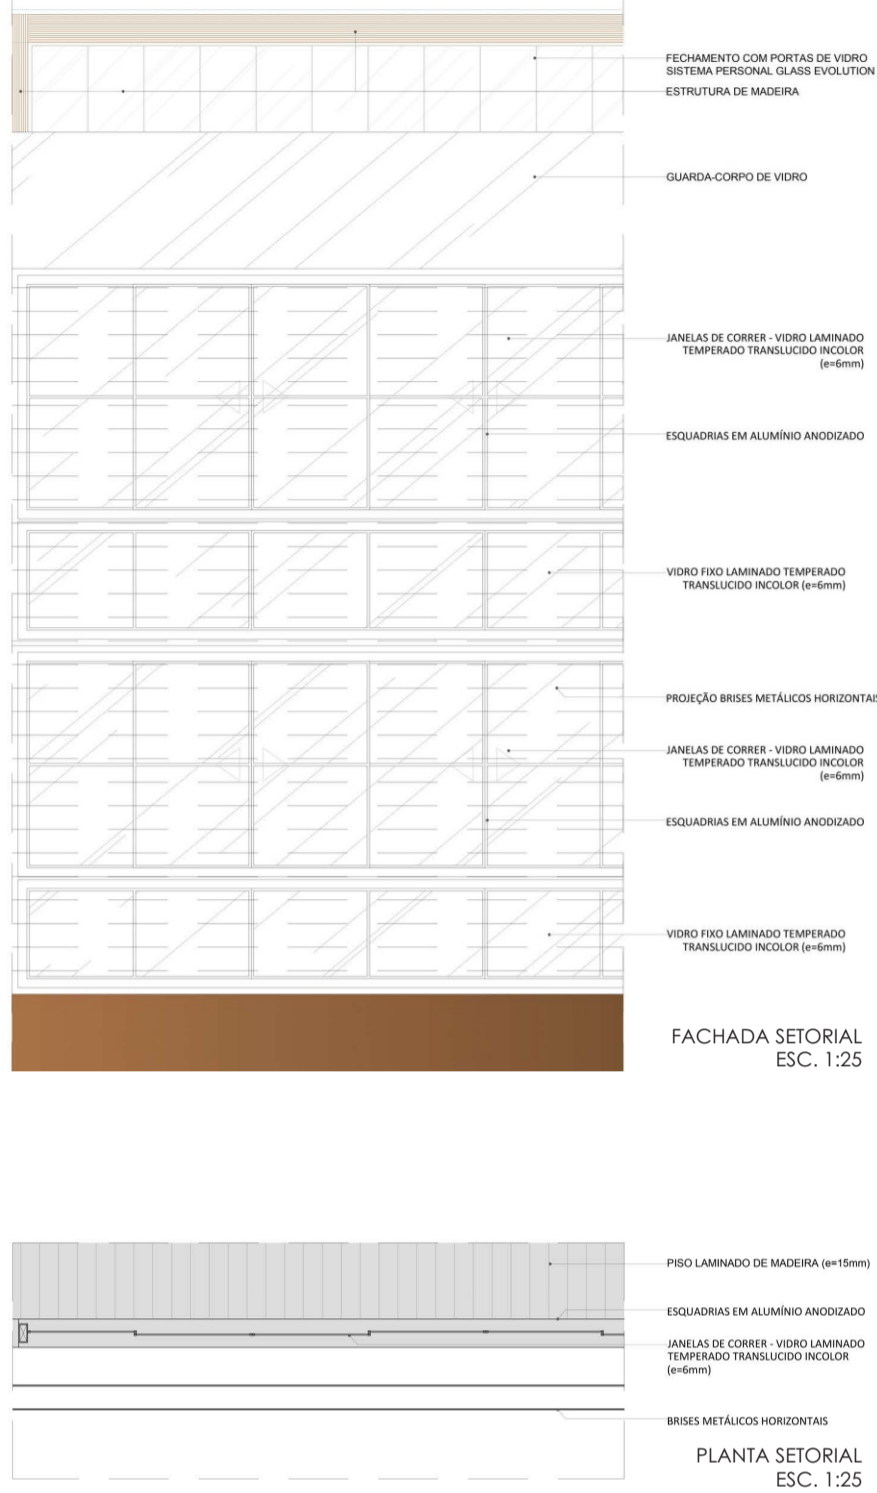 FECHAMENTO COM PORTAS DE VIDRO
SISTEMA PERSONAL GLASS EVOLUTION
ESTRUTURA DE MADEIRA
GUARDA-CORPO DE VIDRO
JANELAS DE CORRER - VIDRO LAMINADO
TEMPERADO TRANSLUCIDO INCOLOR
(e=6mm)
ESQUADRIAS EM ALUMÍNIO ANODIZADO
VIDRO FIXO LAMINADO TEMPERADO
TRANSLUCIDO INCOLOR (e=6mm)
PROJEÇÃO BRISES METÁLICOS HORIZONTAIS
JANELAS DE CORRER - VIDRO LAMINADO
TEMPERADO TRANSLUCIDO INCOLOR
(e=6mm)
ESQUADRIAS EM ALUMÍNIO ANODIZADO
VIDRO FIXO LAMINADO TEMPERADO
TRANSLUCIDO INCOLOR (e=6mm)
FACHADA SETORIAL
ESC. 1:25
PISO LAMINADO DE MADEIRA (e=15mm)
ESQUADRIAS EM ALUMÍNIO ANODIZADO
JANELAS DE CORRER - VIDRO LAMINADO
TEMPERADO TRANSLUCIDO INCOLOR
(e=6mm)
BRISES METÁLICOS HORIZONTAIS
PLANTA SETORIAL
ESC. 1:25